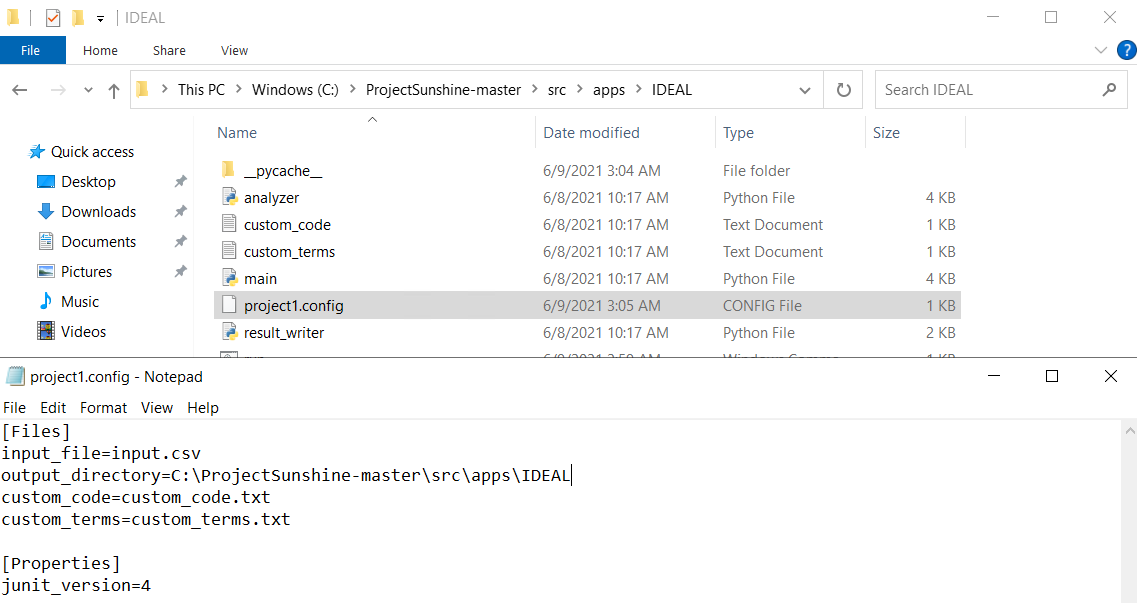 IDEAL
File Home Share View
This PC Windows (C:) ProjectSunshine-master src apps IDEAL Search IDEAL
Name Date modified Type Size
Quick access
Desktop
Downloads
Documents
Pictures
Music
Videos
__pycache__ 6/9/2021 3:04 AM File folder
analyzer 6/8/2021 10:17 AM Python File 4 KB
custom_code 6/8/2021 10:17 AM Text Document 1 KB
custom_terms 6/8/2021 10:17 AM Text Document 1 KB
main 6/8/2021 10:17 AM Python File 4 KB
project1.config 6/9/2021 3:05 AM CONFIG File 1 KB
result_writer 6/8/2021 10:17 AM Python File 2 KB
project1.config - Notepad
File Edit Format View Help
[Files]
input_file=input.csv
output_directory=C:\ProjectSunshine-master\src\apps\IDEAL
custom_code=custom_code.txt
custom_terms=custom_terms.txt
[Properties]
junit_version=4